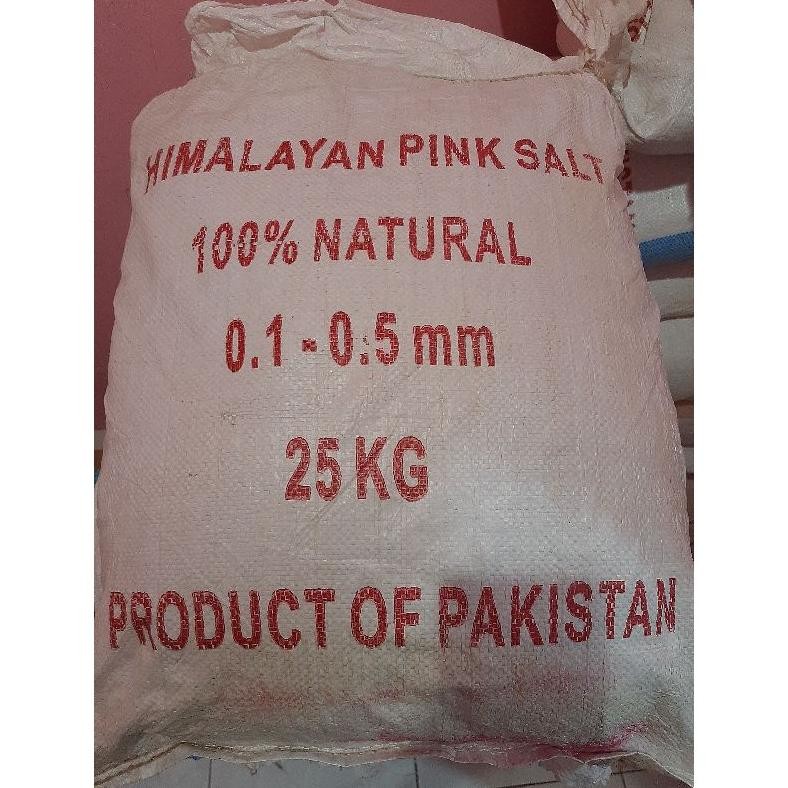 HIMALAYAN PINK SALT
100% NATURAL
0.1 - 0.5 mm
25 KG
PRODUCT OF PAKISTAN